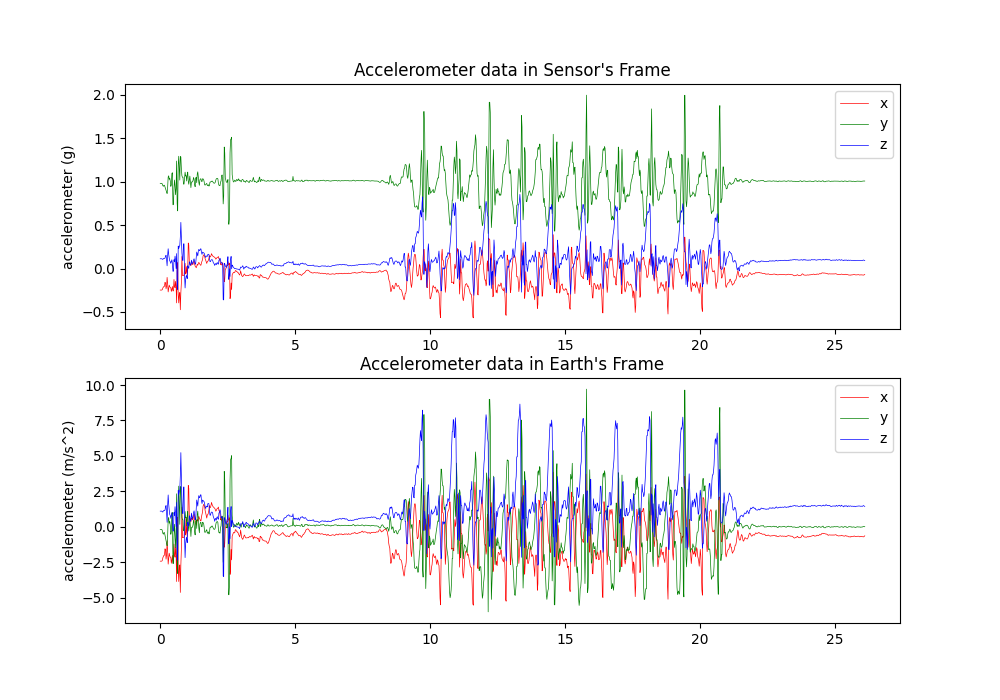 Accelerometer data in Sensor's Frame
accelerometer (g)
2.0
1.5
1.0
0.5
0.0
−0.5
x
y
z
0 5 10 15 20 25
Accelerometer data in Earth's Frame
accelerometer (m/s^2)
10.0
7.5
5.0
2.5
0.0
−2.5
−5.0
x
y
z
0 5 10 15 20 25